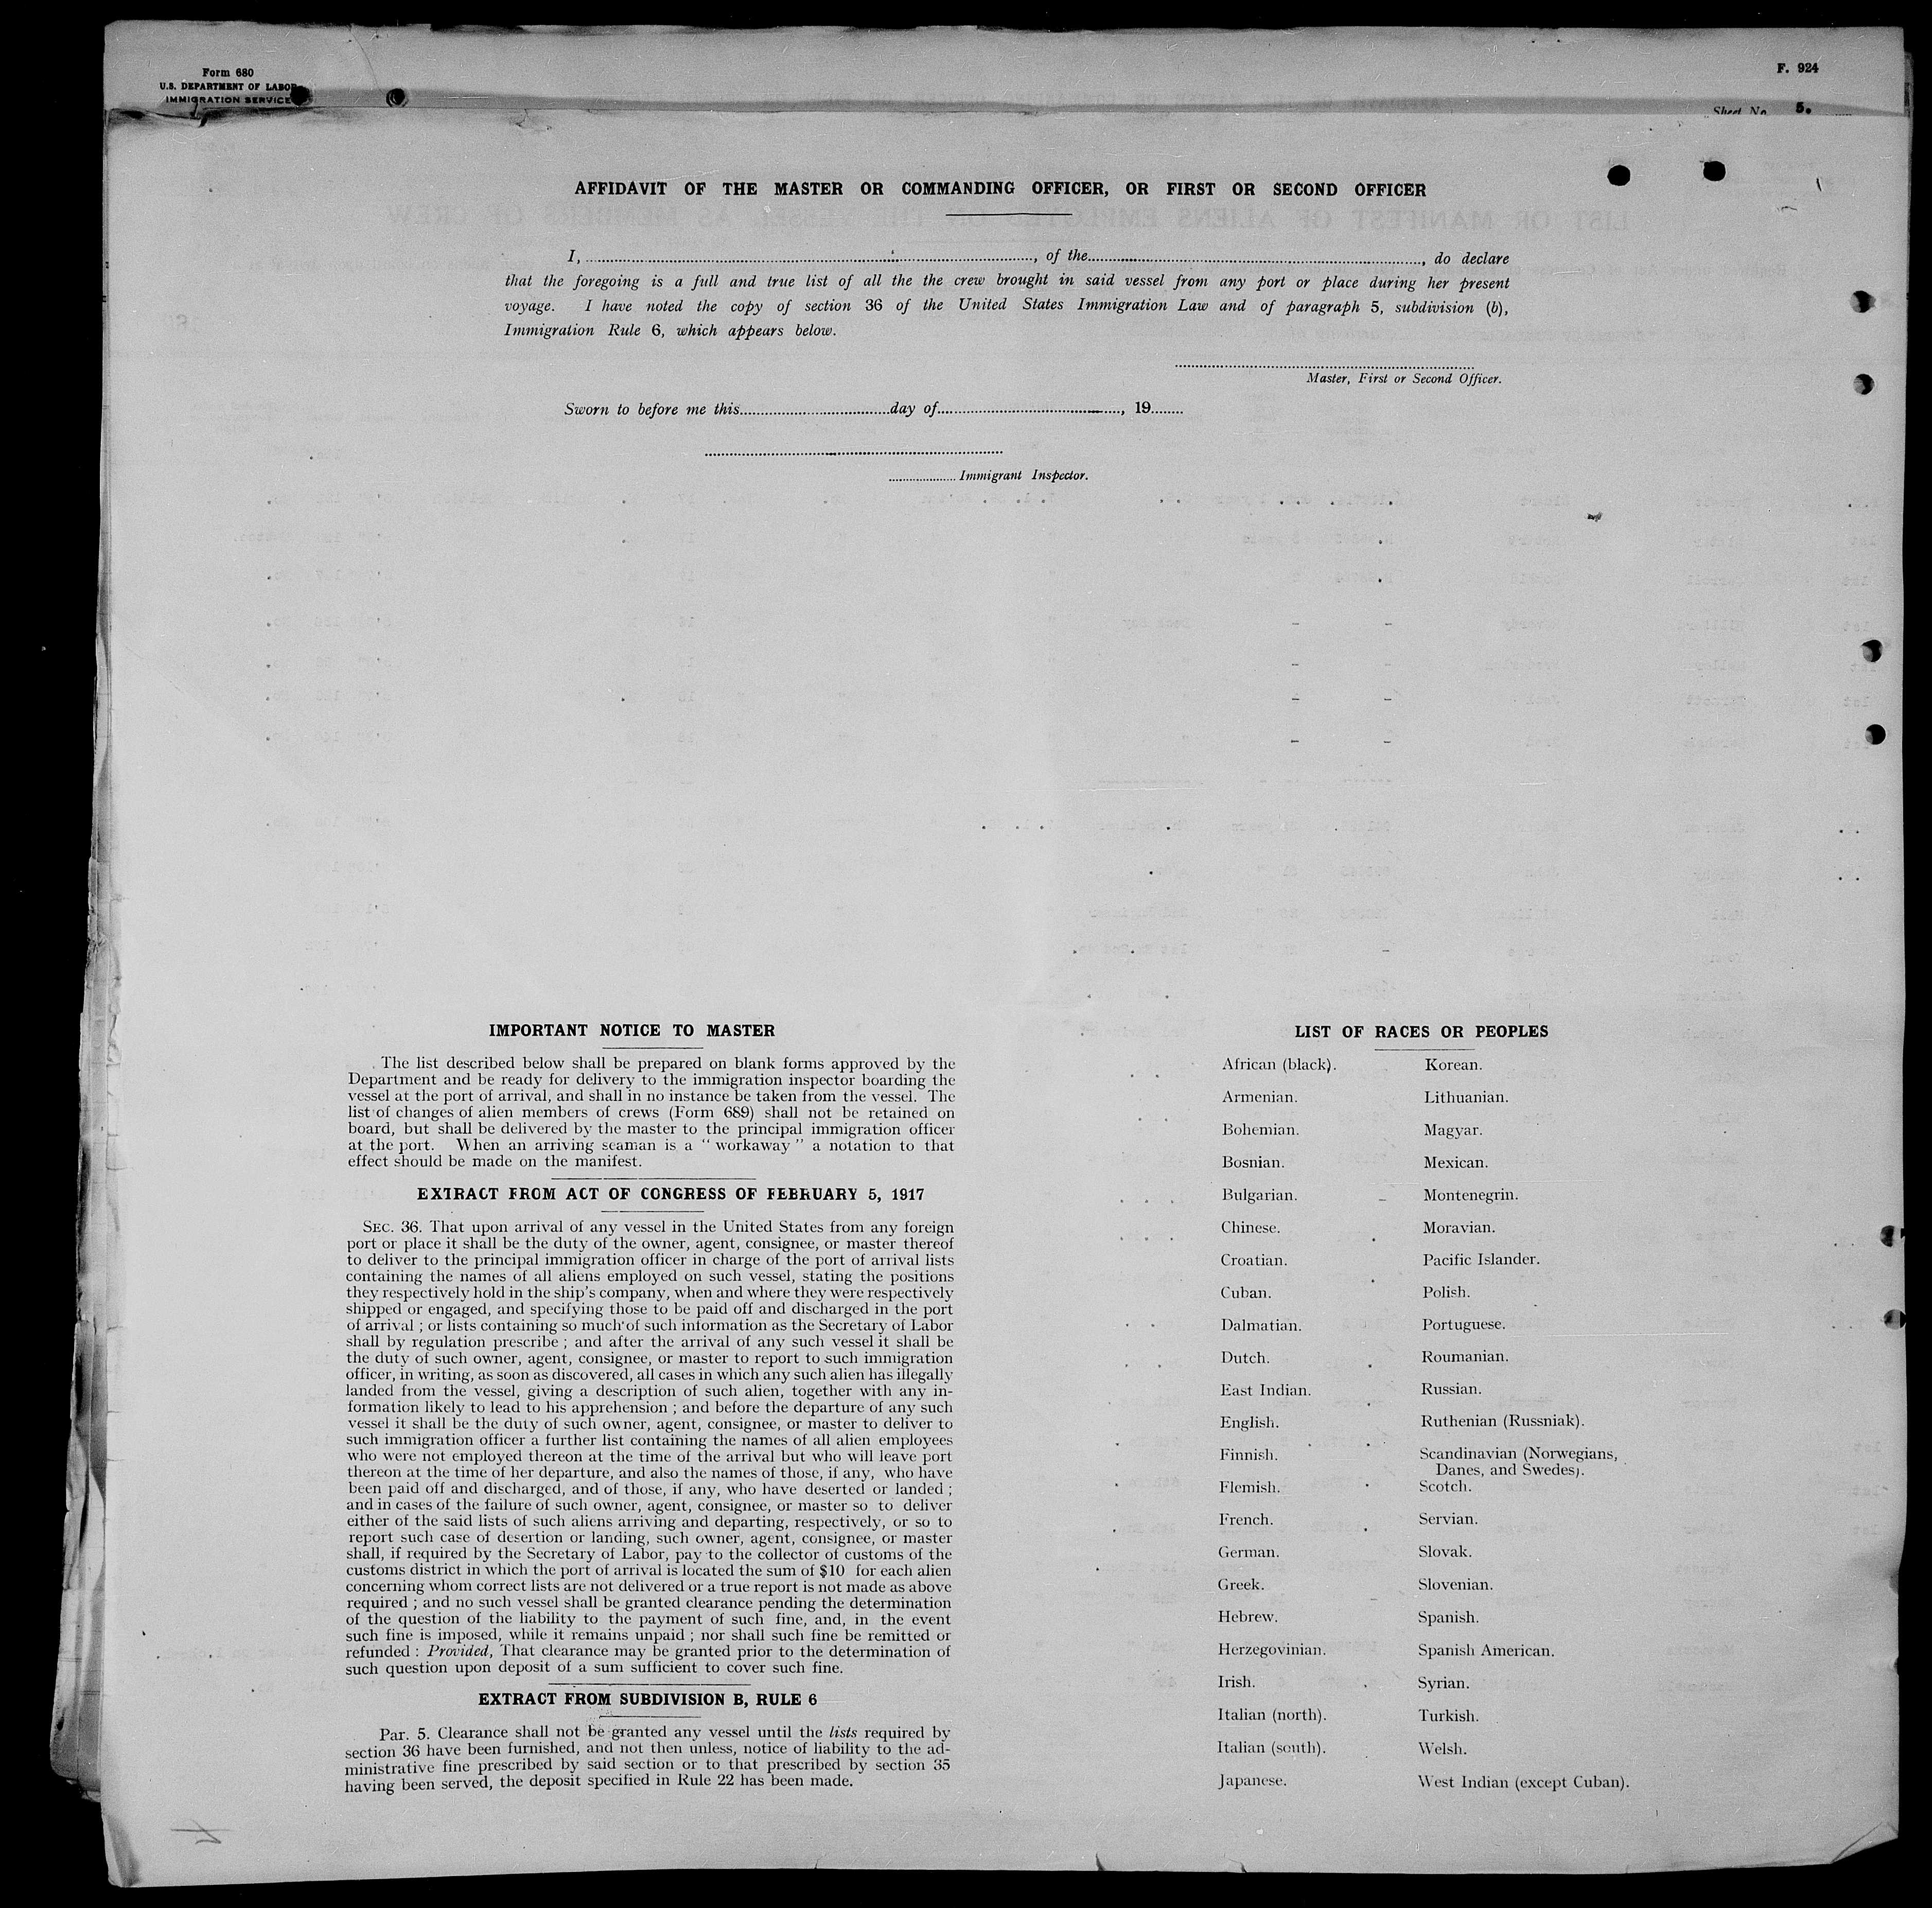 Form 680
U.S. DEPARTMENT OF LABOR
IMMIGRATION SERVICE
F. 924
Sheet No. 5.
AFFIDAVIT OF THE MASTER OR COMMANDING OFFICER, OR FIRST OR SECOND OFFICER
I, ............, of the............, do declare
that the foregoing is a full and true list of all the the crew brought in said vessel from any port or place during her present
voyage. I have noted the copy of section 36 of the United States Immigration Law and of paragraph 5, subdivision (b),
Immigration Rule 6, which appears below.
Master, First or Second Officer.
Sworn to before me this............day of............, 19........
............Immigrant Inspector.
IMPORTANT NOTICE TO MASTER
The list described below shall be prepared on blank forms approved by the
Department and be ready for delivery to the immigration inspector boarding the
vessel at the port of arrival, and shall in no instance be taken from the vessel. The
list of changes of alien members of crews (Form 689) shall not be retained on
board, but shall be delivered by the master to the principal immigration officer
at the port. When an arriving seaman is a " workaway " a notation to that
effect should be made on the manifest.
EXTRACT FROM ACT OF CONGRESS OF FEBRUARY 5, 1917
SEC. 36. That upon arrival of any vessel in the United States from any foreign
port or place it shall be the duty of the owner, agent, consignee, or master thereof
to deliver to the principal immigration officer in charge of the port of arrival lists
containing the names of all aliens employed on such vessel, stating the positions
they respectively hold in the ship's company, when and where they were respectively
shipped or engaged, and specifying those to be paid off and discharged in the port
of arrival ; or lists containing so much of such information as the Secretary of Labor
shall by regulation prescribe ; and after the arrival of any such vessel it shall be
the duty of such owner, agent, consignee, or master to report to such immigration
officer, in writing, as soon as discovered, all cases in which any such alien has illegally
landed from the vessel, giving a description of such alien, together with any in-
formation likely to lead to his apprehension ; and before the departure of any such
vessel it shall be the duty of such owner, agent, consignee, or master to deliver to
such immigration officer a further list containing the names of all alien employees
who were not employed thereon at the time of the arrival but who will leave port
thereon at the time of her departure, and also the names of those, if any, who have
been paid off and discharged, and of those, if any, who have deserted or landed ;
and in cases of the failure of such owner, agent, consignee, or master so to deliver
either of the said lists of such aliens arriving and departing, respectively, or so to
report such case of desertion or landing, such owner, agent, consignee, or master
shall, if required by the Secretary of Labor, pay to the collector of customs of the
customs district in which the port of arrival is located the sum of $10 for each alien
concerning whom correct lists are not delivered or a true report is not made as above
required ; and no such vessel shall be granted clearance pending the determination
of the question of the liability to the payment of such fine, and, in the event
such fine is imposed, while it remains unpaid ; nor shall such fine be remitted or
refunded : Provided, That clearance may be granted prior to the determination of
such question upon deposit of a sum sufficient to cover such fine.
EXTRACT FROM SUBDIVISION B, RULE 6
Par. 5. Clearance shall not be granted any vessel until the lists required by
section 36 have been furnished, and not then unless, notice of liability to the ad-
ministrative fine prescribed by said section or to that prescribed by section 35
having been served, the deposit specified in Rule 22 has been made.
LIST OF RACES OR PEOPLES
African (black).
Armenian.
Bohemian.
Bosnian.
Bulgarian.
Chinese.
Croatian.
Cuban.
Dalmatian.
Dutch.
East Indian.
English.
Finnish.
Flemish.
French.
German.
Greek.
Hebrew.
Herzegovinian.
Irish.
Italian (north).
Italian (south).
Japanese.
Korean.
Lithuanian.
Magyar.
Mexican.
Montenegrin.
Moravian.
Pacific Islander.
Polish.
Portuguese.
Roumanian.
Russian.
Ruthenian (Russniak).
Scandinavian (Norwegians,
Danes, and Swedes).
Scotch.
Servian.
Slovak.
Slovenian.
Spanish.
Spanish American.
Syrian.
Turkish.
Welsh.
West Indian (except Cuban).